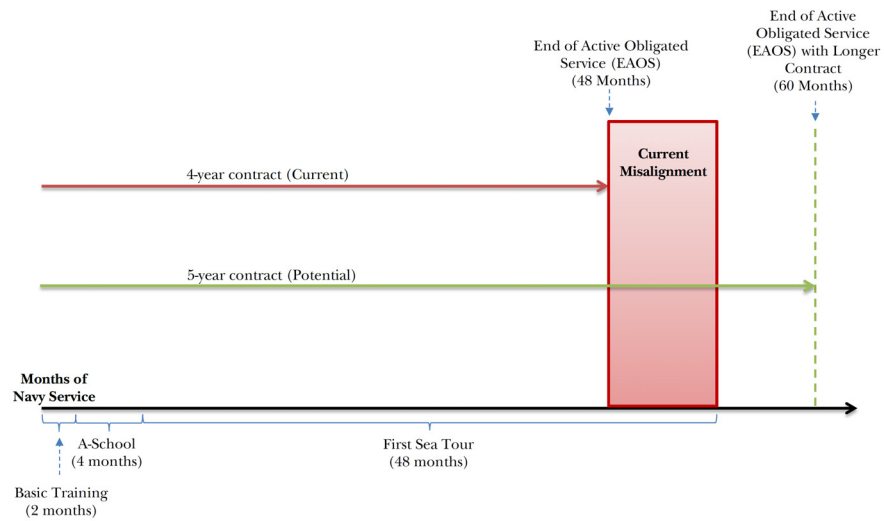 End of Active
Obligated Service
(EAOS) with Longer
Contract
(60 Months)
End of Active Obligated
Service (EAOS)
(48 Months)
Current
Misalignment
4-year contract (Current)
5-year contract (Potential)
Months of
Navy Service
A-School
(4 months)
First Sea Tour
(48 months)
Basic Training
(2 months)